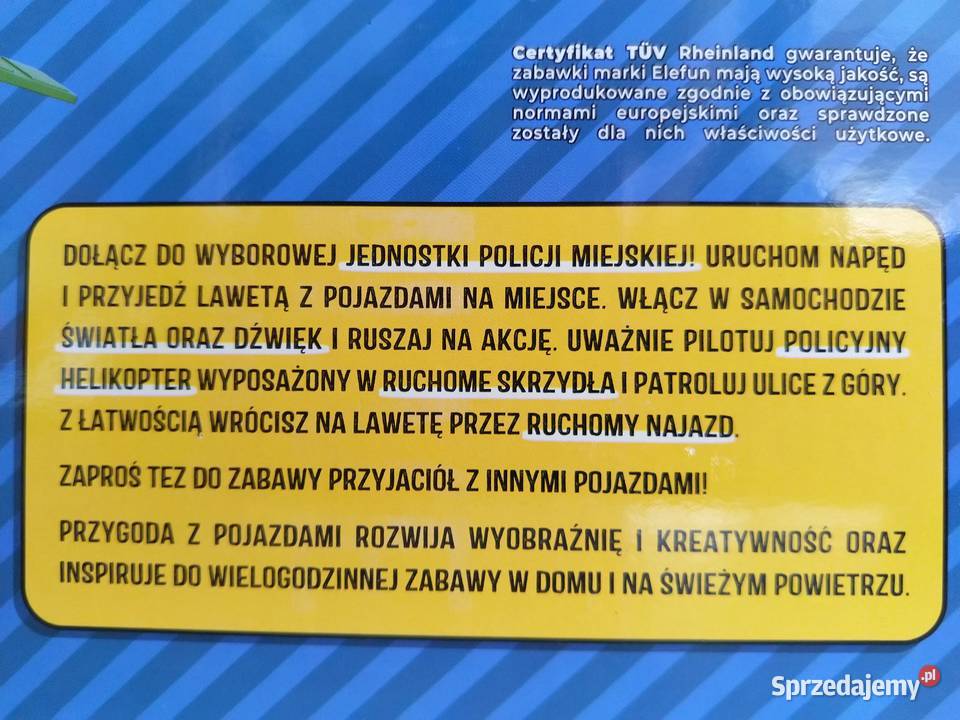 Certyfikat TÜV Rheinland gwarantuje, że
zabawki marki Elefun mają wysoką jakość, są
wyprodukowane zgodnie z obowiązującymi
normami europejskimi oraz sprawdzone
zostały dla nich właściwości użytkowe.
DOŁĄCZ DO WYBOROWEJ JEDNOSTKI POLICJI MIEJSKIEJ! URUCHOM NAPĘD
I PRZYJEDŹ LAWETĄ Z POJAZDAMI NA MIEJSCE. WŁĄCZ W SAMOCHODZIE
ŚWIATŁA ORAZ DŹWIĘK I RUSZAJ NA AKCJĘ. UWAŻNIE PILOTUJ POLICYJNY
HELIKOPTER WYPOSAŻONY W RUCHOME SKRZYDŁA I PATROLUJ ULICE Z GÓRY.
Z ŁATWOŚCIĄ WRÓCISZ NA LAWETĘ PRZEZ RUCHOMY NAJAZD.
ZAPROŚ TEZ DO ZABAWY PRZYJACIÓŁ Z INNYMI POJAZDAMI!
PRZYGODA Z POJAZDAMI ROZWIJA WYOBRAŹNIĘ I KREATYWNOŚĆ ORAZ
INSPIRUJE DO WIELOGODZINNEJ ZABAWY W DOMU I NA ŚWIEŻYM POWIETRZU.
Sprzedajemy.pl